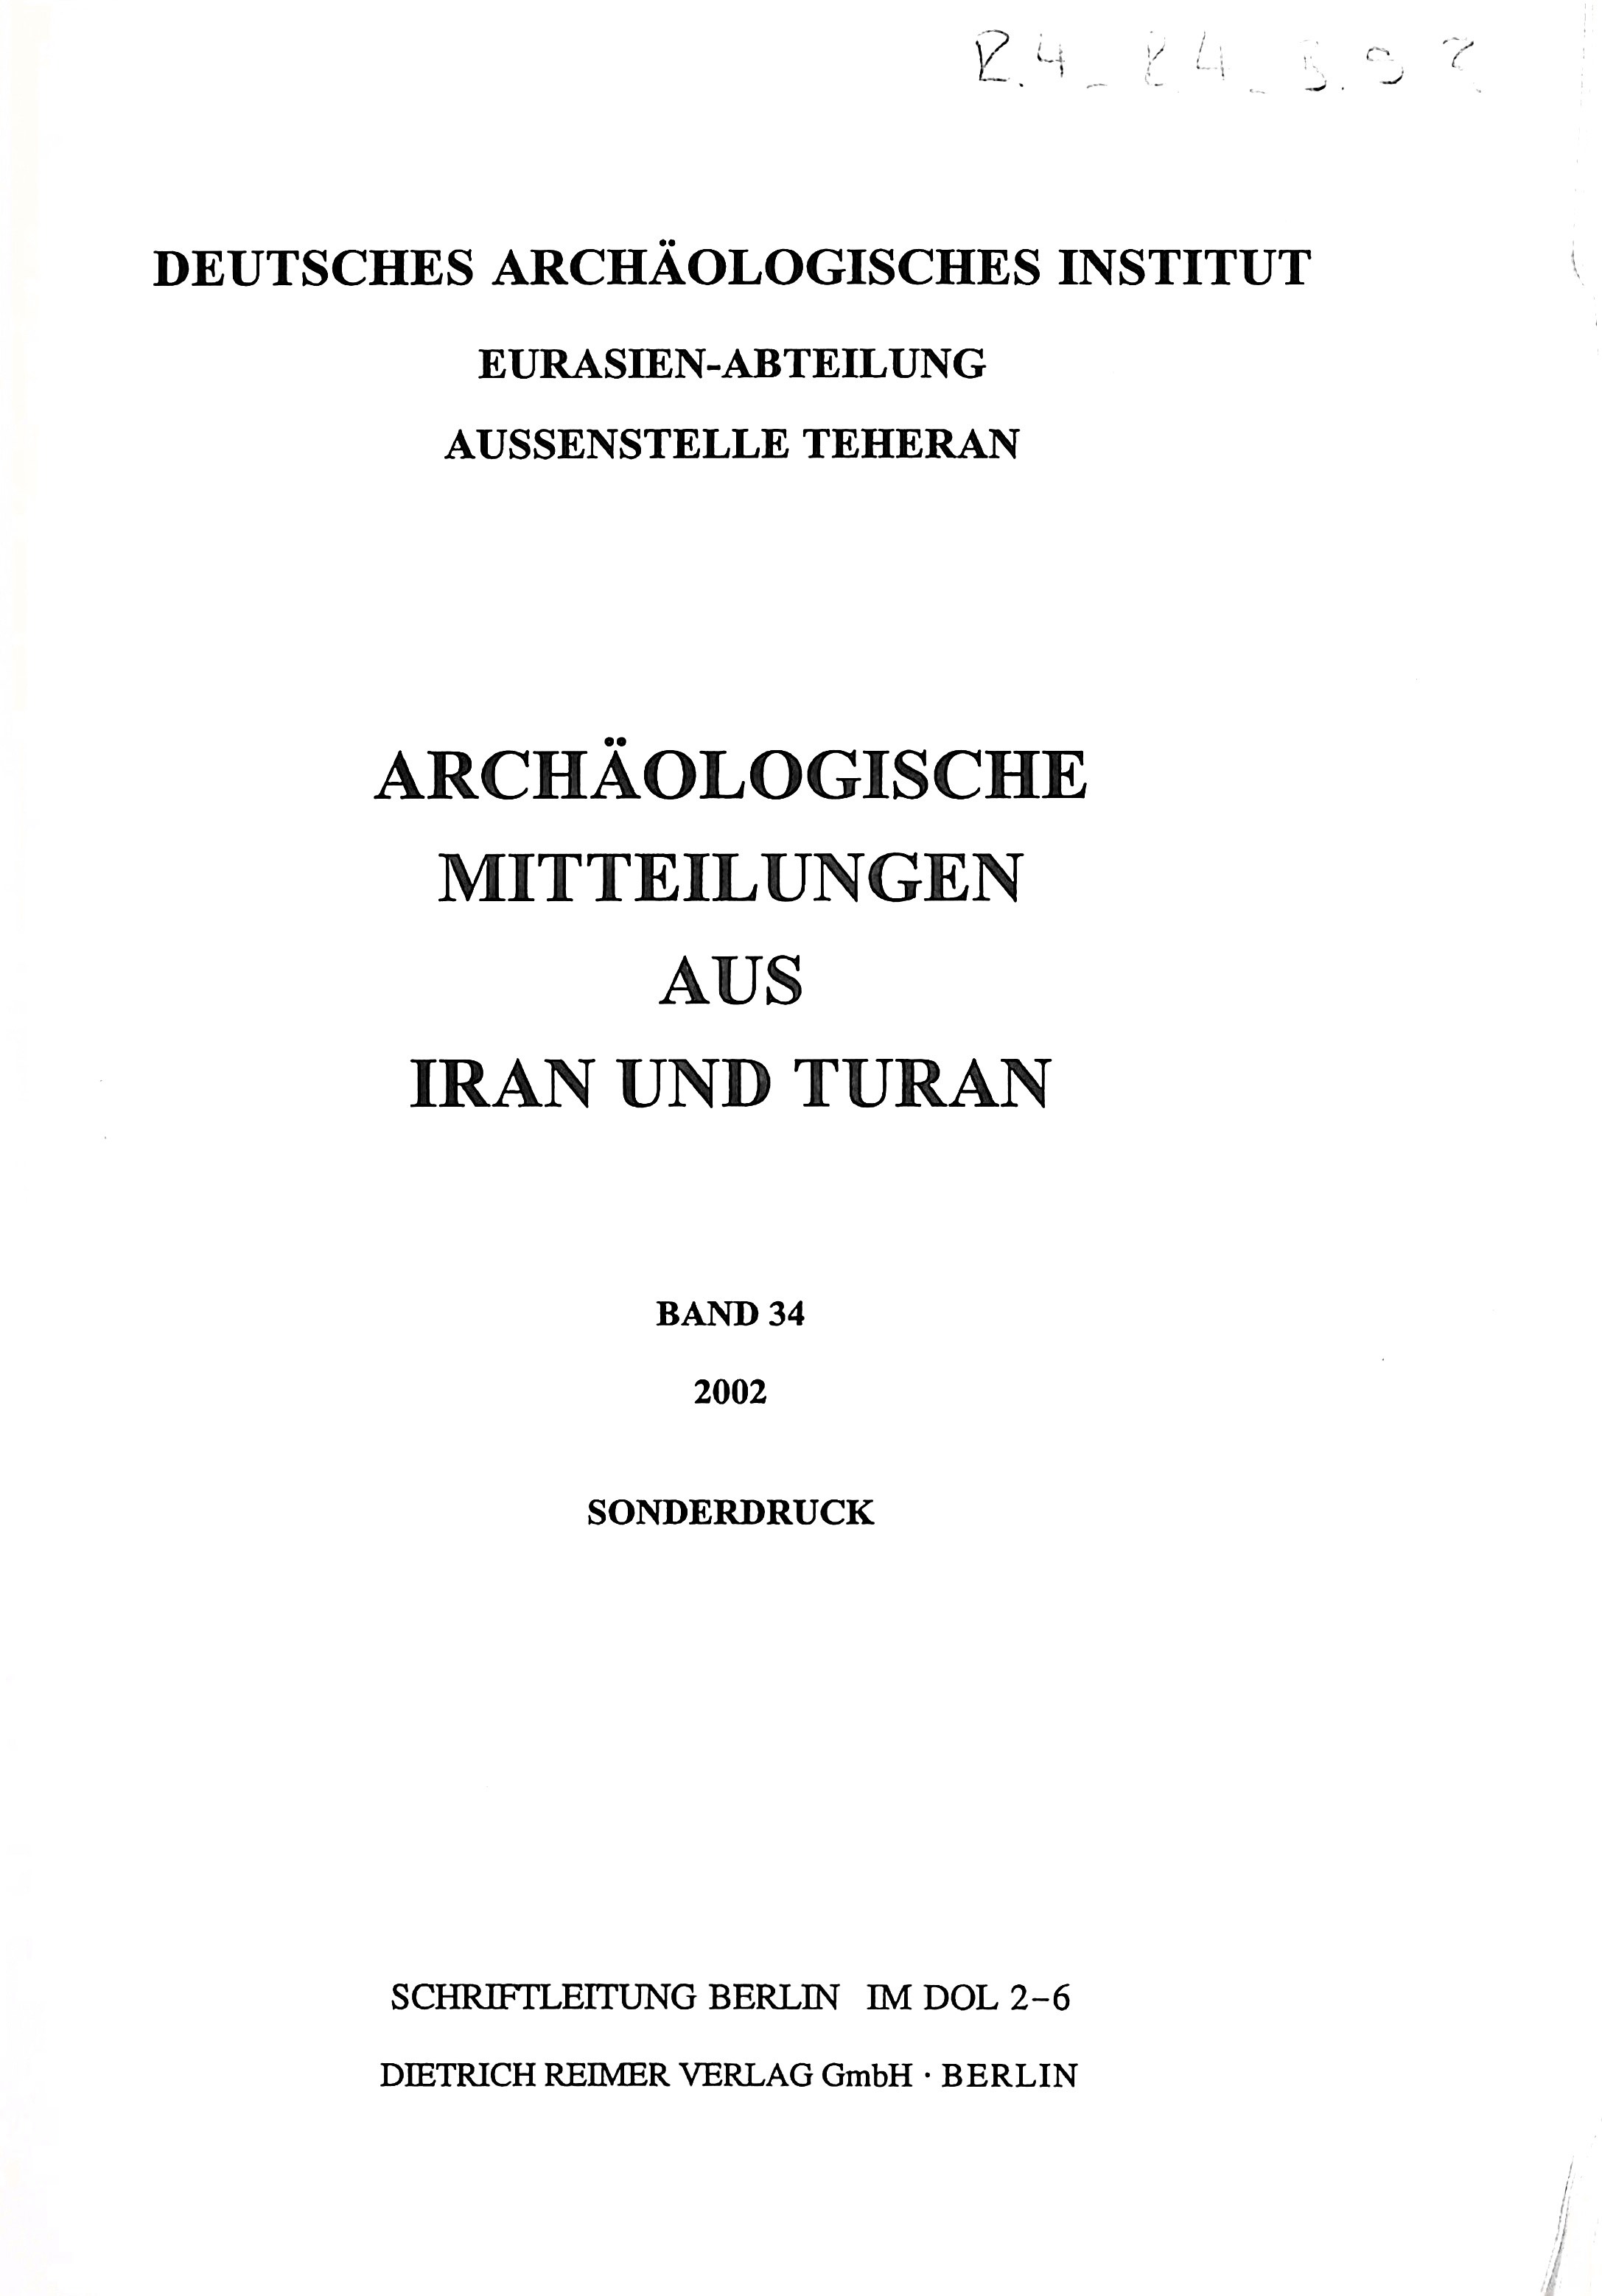 DEUTSCHES ARCHÄOLOGISCHES INSTITUT
EURASIEN-ABTEILUNG
AUSSENSTELLE TEHERAN
ARCHÄOLOGISCHE
MITTEILUNGEN
AUS
IRAN UND TURAN
BAND 34
2002
SONDERDRUCK
SCHRIFTLEITUNG BERLIN IM DOL 2–6
DIETRICH REIMER VERLAG GmbH · BERLIN